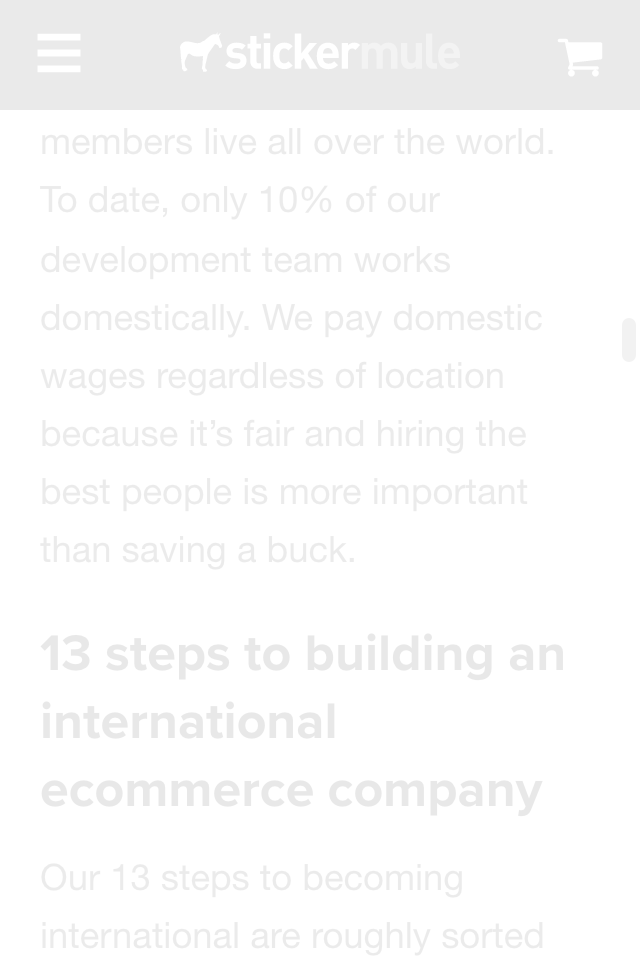 stickermule
members live all over the world.
To date, only 10% of our
development team works
domestically. We pay domestic
wages regardless of location
because it’s fair and hiring the
best people is more important
than saving a buck.
13 steps to building an
international
ecommerce company
Our 13 steps to becoming
international are roughly sorted